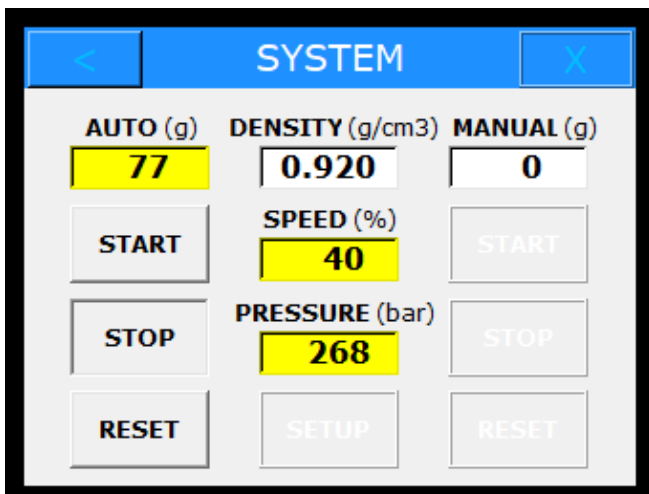 < SYSTEM X
AUTO (g) DENSITY (g/cm3) MANUAL (g)
77 0.920 0
START SPEED (%) START
40
STOP PRESSURE (bar) STOP
268
RESET SETUP RESET